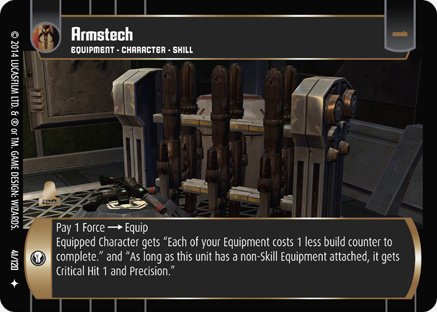 Armstech
EQUIPMENT - CHARACTER - SKILL
Pay 1 Force → Equip
Equipped Character gets “Each of your Equipment costs 1 less build counter to
complete.” and “As long as this unit has a non-Skill Equipment attached, it gets
Critical Hit 1 and Precision.”
© 2014 LUCASFILM LTD. & ® or TM. GAME DESIGN: WIZARDS.